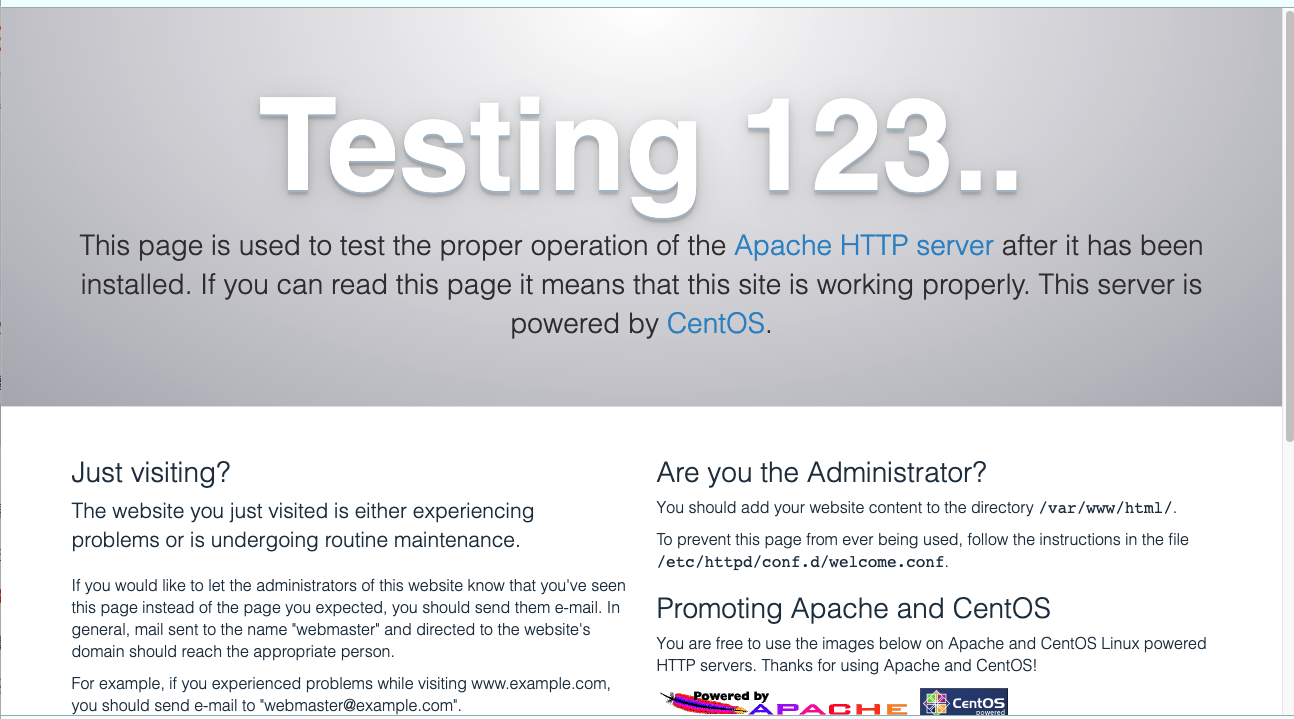 Testing 123..
This page is used to test the proper operation of the Apache HTTP server after it has been
installed. If you can read this page it means that this site is working properly. This server is
powered by CentOS.
Just visiting?
The website you just visited is either experiencing
problems or is undergoing routine maintenance.
If you would like to let the administrators of this website know that you've seen
this page instead of the page you expected, you should send them e-mail. In
general, mail sent to the name "webmaster" and directed to the website's
domain should reach the appropriate person.
For example, if you experienced problems while visiting www.example.com,
you should send e-mail to "webmaster@example.com".
Are you the Administrator?
You should add your website content to the directory /var/www/html/.
To prevent this page from ever being used, follow the instructions in the file
/etc/httpd/conf.d/welcome.conf.
Promoting Apache and CentOS
You are free to use the images below on Apache and CentOS Linux powered
HTTP servers. Thanks for using Apache and CentOS!
Powered by
APACHE
CentOS
powered